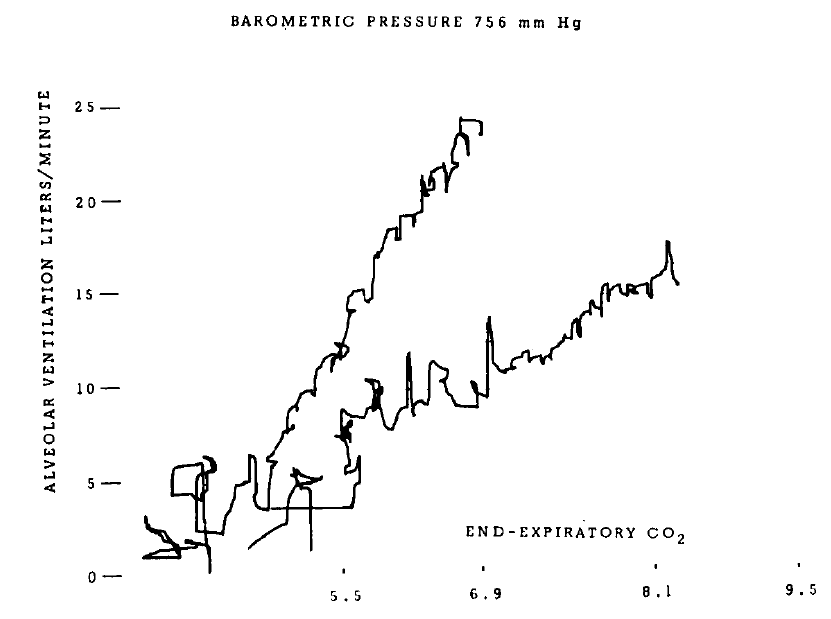 BAROMETRIC PRESSURE 756 mm Hg
ALVEOLAR VENTILATION LITERS/MINUTE
25
20
15
10
5
0
END-EXPIRATORY CO₂
5.5 6.9 8.1 9.5